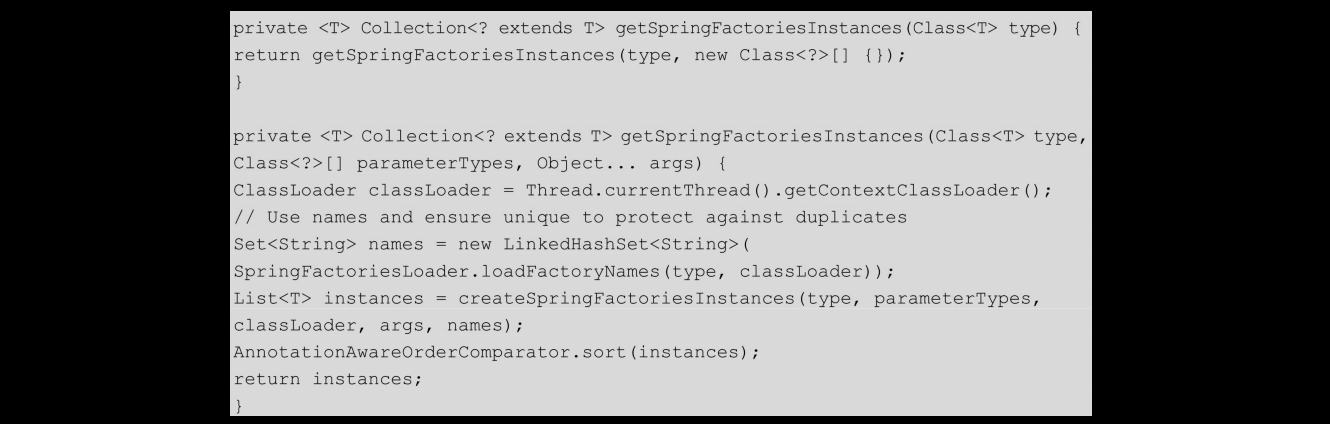 private <T> Collection<? extends T> getSpringFactoriesInstances(Class<T> type) {
return getSpringFactoriesInstances(type, new Class<?>[] {});
}
private <T> Collection<? extends T> getSpringFactoriesInstances(Class<T> type,
Class<?>[] parameterTypes, Object... args) {
ClassLoader classLoader = Thread.currentThread().getContextClassLoader();
// Use names and ensure unique to protect against duplicates
Set<String> names = new LinkedHashSet<String>(
SpringFactoriesLoader.loadFactoryNames(type, classLoader));
List<T> instances = createSpringFactoriesInstances(type, parameterTypes,
classLoader, args, names);
AnnotationAwareOrderComparator.sort(instances);
return instances;
}